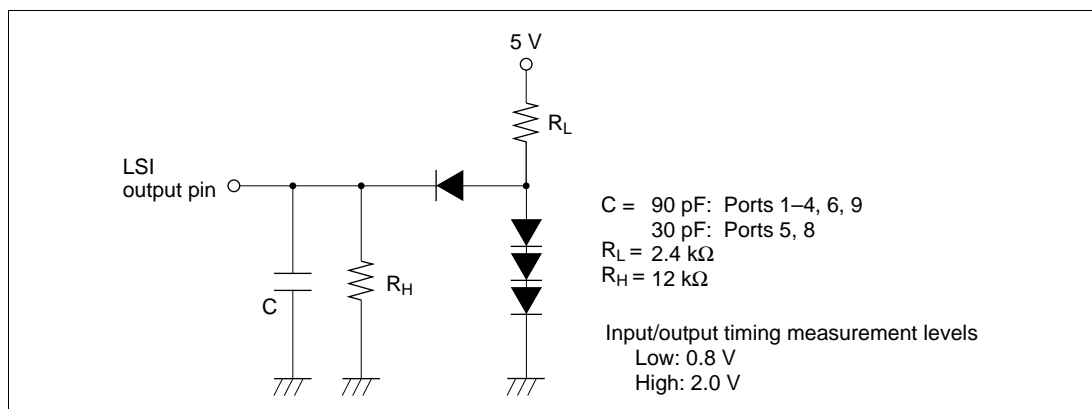 5 V
R_L
LSI
output pin
R_H
C
C = 90 pF: Ports 1–4, 6, 9
30 pF: Ports 5, 8
R_L = 2.4 kΩ
R_H = 12 kΩ
Input/output timing measurement levels
Low: 0.8 V
High: 2.0 V